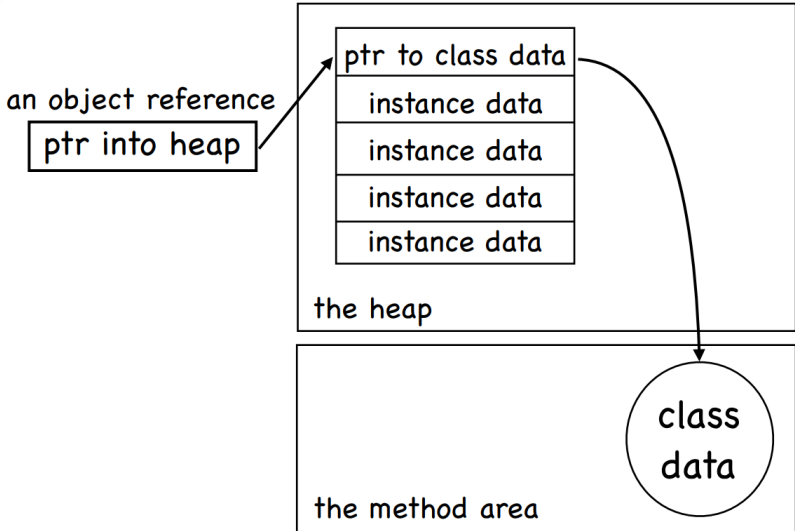 an object reference
ptr into heap
ptr to class data
instance data
instance data
instance data
instance data
the heap
class
data
the method area